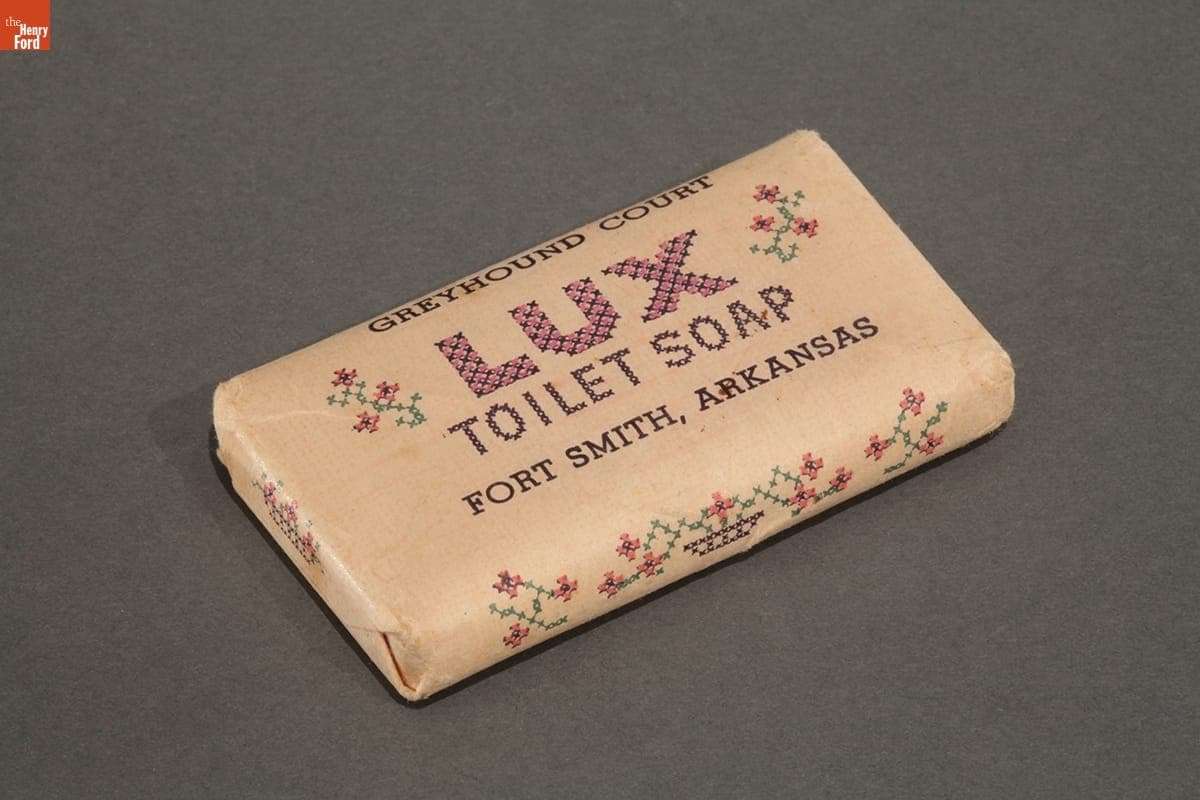 the
Henry
Ford
GREYHOUND COURT
LUX
TOILET SOAP
FORT SMITH, ARKANSAS